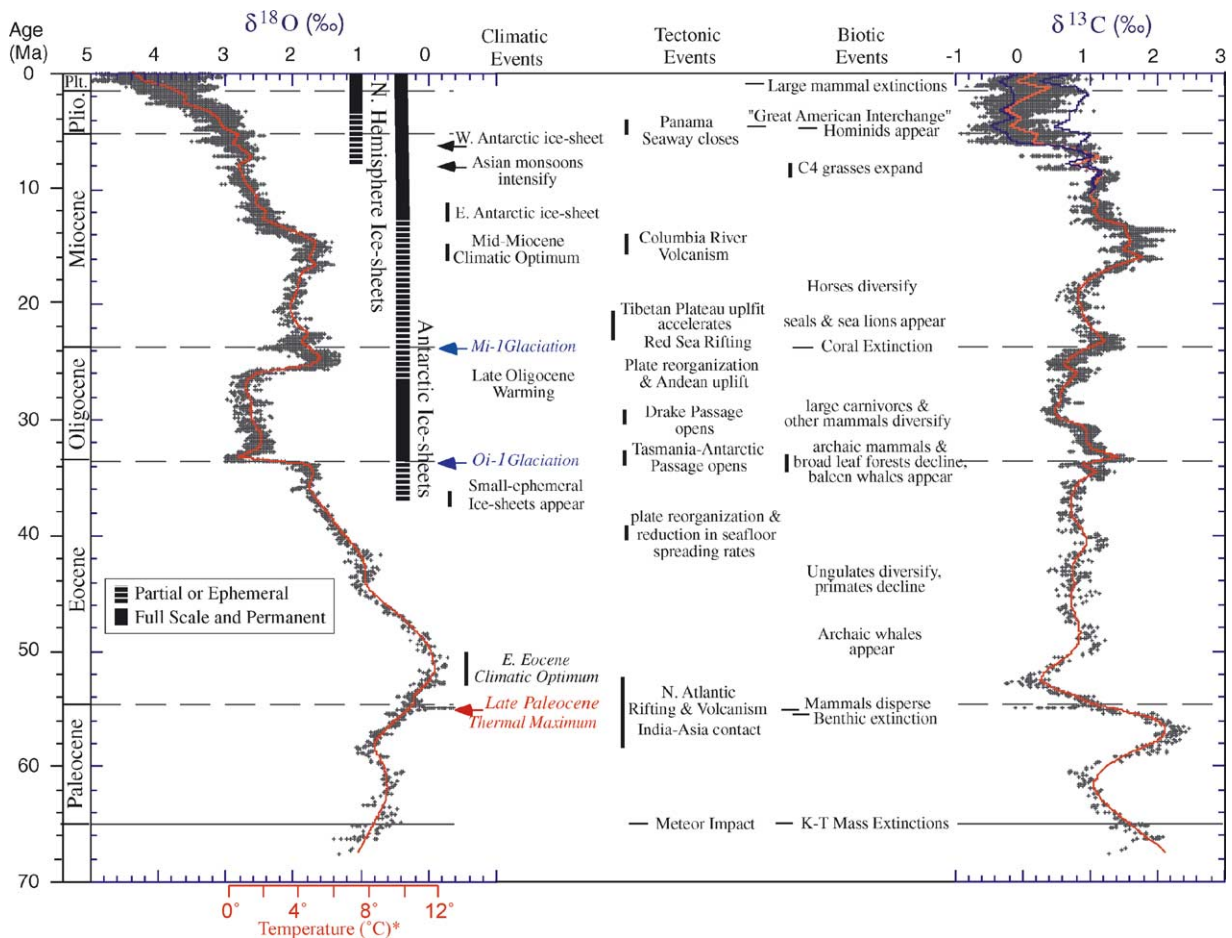 δ18O (‰)
δ13C (‰)
Age
(Ma)
5 4 3 2 1 0
Climatic
Events
Tectonic
Events
Biotic
Events
-1 0 1 2 3
0
10
20
30
40
50
60
70
Plt.
Plio.
Miocene
Oligocene
Eocene
Paleocene
N. Hemisphere Ice-sheets
Antarctic Ice-sheets
Partial or Ephemeral
Full Scale and Permanent
W. Antarctic ice-sheet
Asian monsoons
intensify
E. Antarctic ice-sheet
Mid-Miocene
Climatic Optimum
Mi-1Glaciation
Late Oligocene
Warming
Oi-1Glaciation
Small-ephemeral
Ice-sheets appear
E. Eocene
Climatic Optimum
Late Paleocene
Thermal Maximum
Panama
Seaway closes
Columbia River
Volcanism
Tibetan Plateau uplfit
accelerates
Red Sea Rifting
Plate reorganization
& Andean uplift
Drake Passage
opens
Tasmania-Antarctic
Passage opens
plate reorganization &
reduction in seafloor
spreading rates
N. Atlantic
Rifting & Volcanism
India-Asia contact
Meteor Impact
Large mammal extinctions
"Great American Interchange"
Hominids appear
C4 grasses expand
Horses diversify
seals & sea lions appear
Coral Extinction
large carnivores &
other mammals diversify
archaic mammals &
broad leaf forests decline,
baleen whales appear
Ungulates diversify,
primates decline
Archaic whales
appear
Mammals disperse
Benthic extinction
K-T Mass Extinctions
0° 4° 8° 12°
Temperature (°C)*